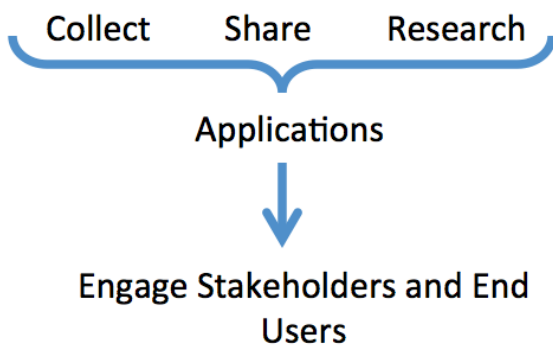 Collect Share Research
Applications
Engage Stakeholders and End
Users